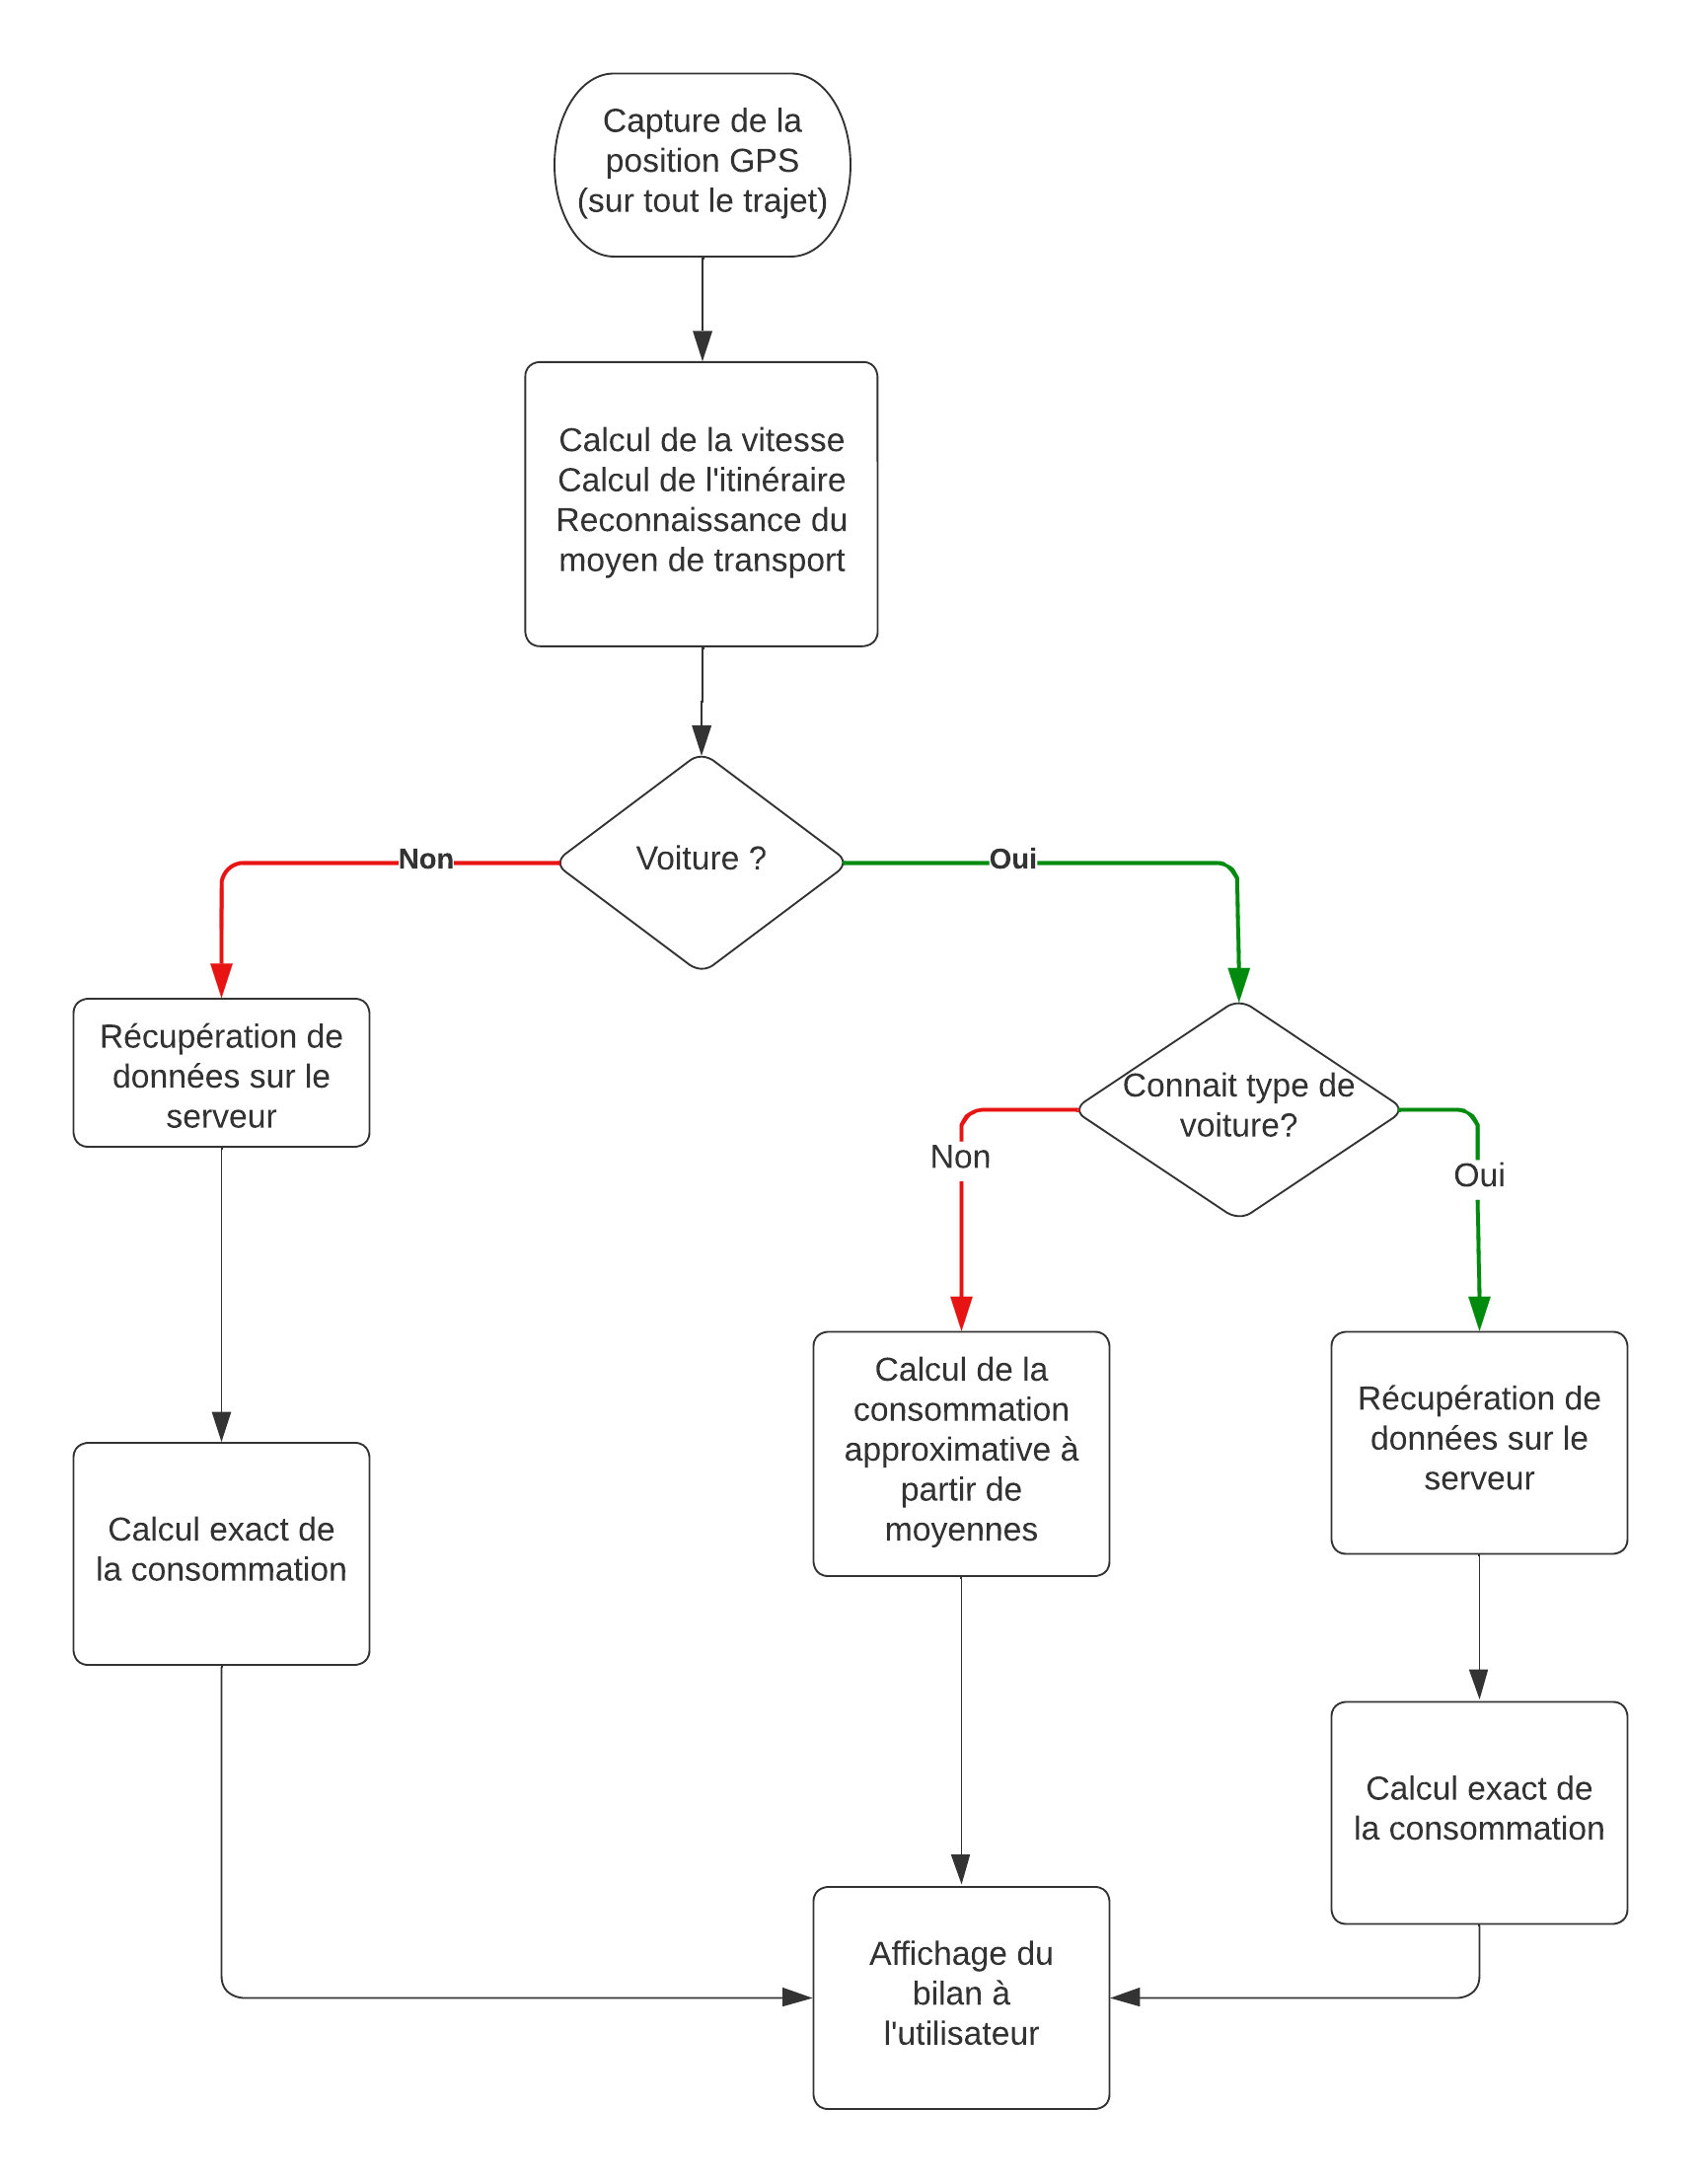 Capture de la
position GPS
(sur tout le trajet)
Calcul de la vitesse
Calcul de l'itinéraire
Reconnaissance du
moyen de transport
Voiture ?
Non
Oui
Récupération de
données sur le
serveur
Connait type de
voiture?
Non
Oui
Calcul de la
consommation
approximative à
partir de
moyennes
Récupération de
données sur le
serveur
Calcul exact de
la consommation
Calcul exact de
la consommation
Affichage du
bilan à
l'utilisateur